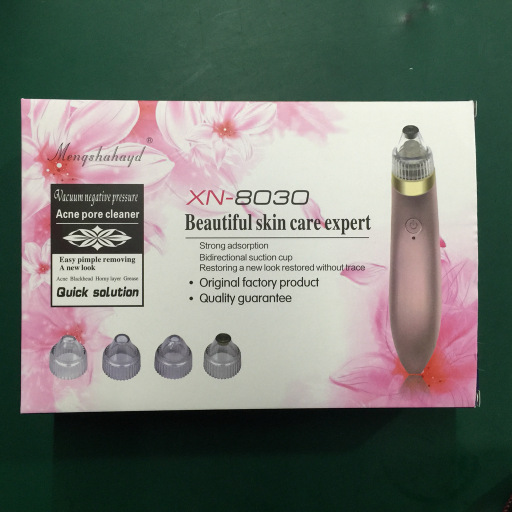 Mengshahayd®
Vacuum negative pressure
Acne pore cleaner
Easy pimple removing
A new look
Acne Blackhead Horny layer Grease
Quick solution
XN-8030
Beautiful skin care expert
Strong adsorption
Bidirectional suction cup
Restoring a new look restored without trace
• Original factory product
• Quality guarantee